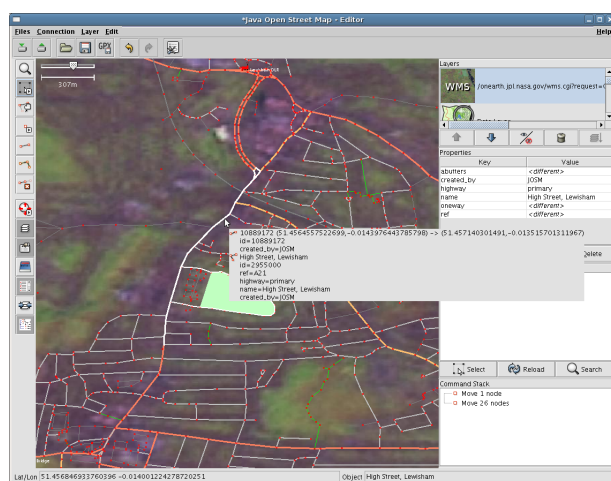 *Java Open Street Map - Editor
Files Connection Layer Edit Help
GPX
307m
Layers
WMS /onearth.jpl.nasa.gov/wms.cgi?request=
Properties
Key Value
abutters <different>
created_by JOSM
highway primary
name High Street, Lewisham
oneway <different>
ref <different>
10889172 (51.4564557522699,-0.0143976443785798) -> (51.457140301491,-0.013515701311967)
id=10889172
created_by=JOSM
High Street, Lewisham
id=2955000
ref=A21
highway=primary
name=High Street, Lewisham
created_by=JOSM
Delete
Select Reload Search
Command Stack
Move 1 node
Move 26 nodes
Lat/Lon 51.456846933760396 -0.014001224278720251 Object High Street, Lewisham